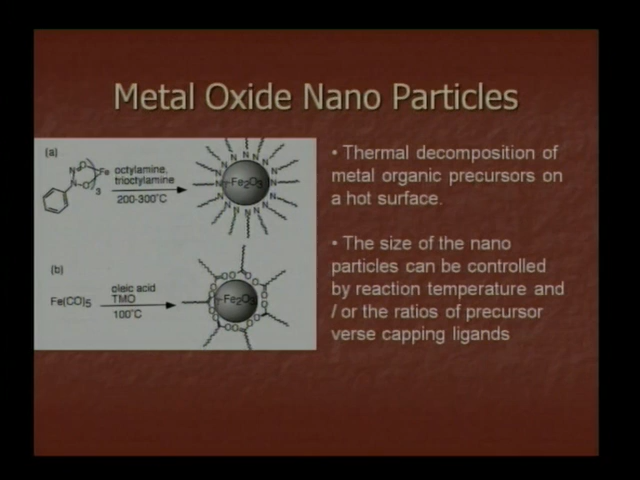 Metal Oxide Nano Particles
(a)
octylamine,
trioctylamine
200-300°C
Fe
3
γ-Fe2O3
(b)
Fe(CO)5
oleic acid
TMO
100°C
γ-Fe2O3
• Thermal decomposition of
metal organic precursors on
a hot surface.
• The size of the nano
particles can be controlled
by reaction temperature and
/ or the ratios of precursor
verse capping ligands